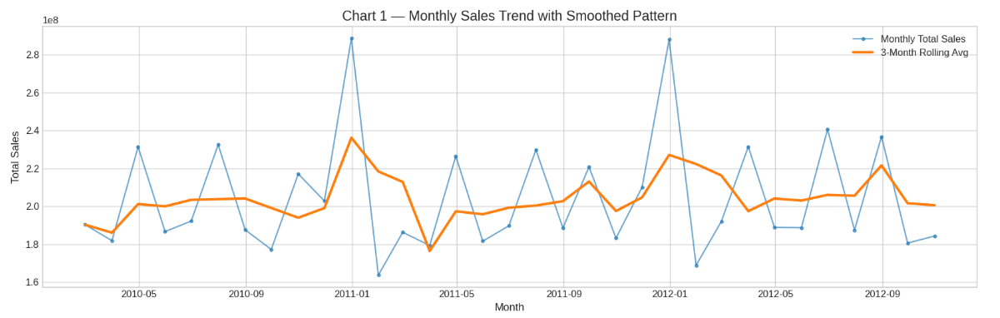 Chart 1 — Monthly Sales Trend with Smoothed Pattern
1e8
Monthly Total Sales
3-Month Rolling Avg
2.8
2.6
2.4
2.2
2.0
1.8
1.6
Total Sales
2010-05 2010-09 2011-01 2011-05 2011-09 2012-01 2012-05 2012-09
Month